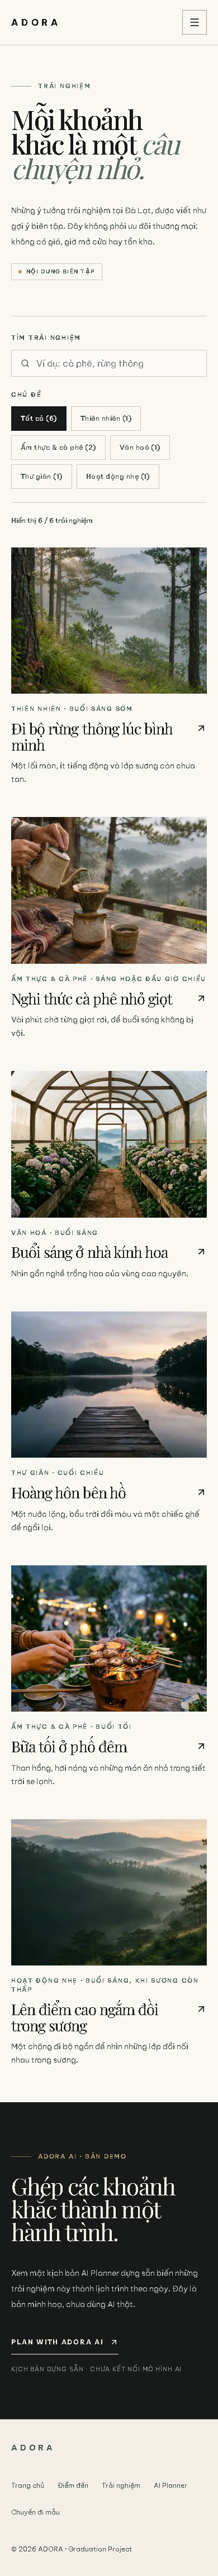 ADORA
TRẢI NGHIỆM
Mỗi khoảnh
khắc là một câu
chuyện nhỏ.
Những ý tưởng trải nghiệm tại Đà Lạt, được viết như
gợi ý biên tập. Đây không phải ưu đãi thương mại:
không có giá, giờ mở cửa hay tồn kho.
NỘI DUNG BIÊN TẬP
TÌM TRẢI NGHIỆM
Ví dụ: cà phê, rừng thông
CHỦ ĐỀ
Tất cả (6)
Thiên nhiên (1)
Ẩm thực & cà phê (2)
Văn hoá (1)
Thư giãn (1)
Hoạt động nhẹ (1)
Hiển thị 6 / 6 trải nghiệm
THIÊN NHIÊN · BUỔI SÁNG SỚM
Đi bộ rừng thông lúc bình
minh
Một lối mòn, ít tiếng động và lớp sương còn chưa
tan.
ẨM THỰC & CÀ PHÊ · SÁNG HOẶC ĐẦU GIỜ CHIỀU
Nghi thức cà phê nhỏ giọt
Vài phút chờ từng giọt rơi, để buổi sáng không bị
vội.
VĂN HOÁ · BUỔI SÁNG
Buổi sáng ở nhà kính hoa
Nhìn gần nghề trồng hoa của vùng cao nguyên.
THƯ GIÃN · CUỐI CHIỀU
Hoàng hôn bên hồ
Mặt nước lặng, bầu trời đổi màu và một chiếc ghế
để ngồi lại.
ẨM THỰC & CÀ PHÊ · BUỔI TỐI
Bữa tối ở phố đêm
Than hồng, hơi nóng và những món ăn nhỏ trong tiết
trời se lạnh.
HOẠT ĐỘNG NHẸ · BUỔI SÁNG, KHI SƯƠNG CÒN
THẤP
Lên điểm cao ngắm đồi
trong sương
Một chặng đi bộ ngắn để nhìn những lớp đồi nối
nhau trong sương.
ADORA AI · BẢN DEMO
Ghép các khoảnh
khắc thành một
hành trình.
Xem một kịch bản AI Planner dựng sẵn biến những
trải nghiệm này thành lịch trình theo ngày. Đây là
bản minh hoạ, chưa dùng AI thật.
PLAN WITH ADORA AI
KỊCH BẢN DỰNG SẴN · CHƯA KẾT NỐI MÔ HÌNH AI
ADORA
Trang chủ
Điểm đến
Trải nghiệm
AI Planner
Chuyến đi mẫu
© 2026 ADORA · Graduation Project